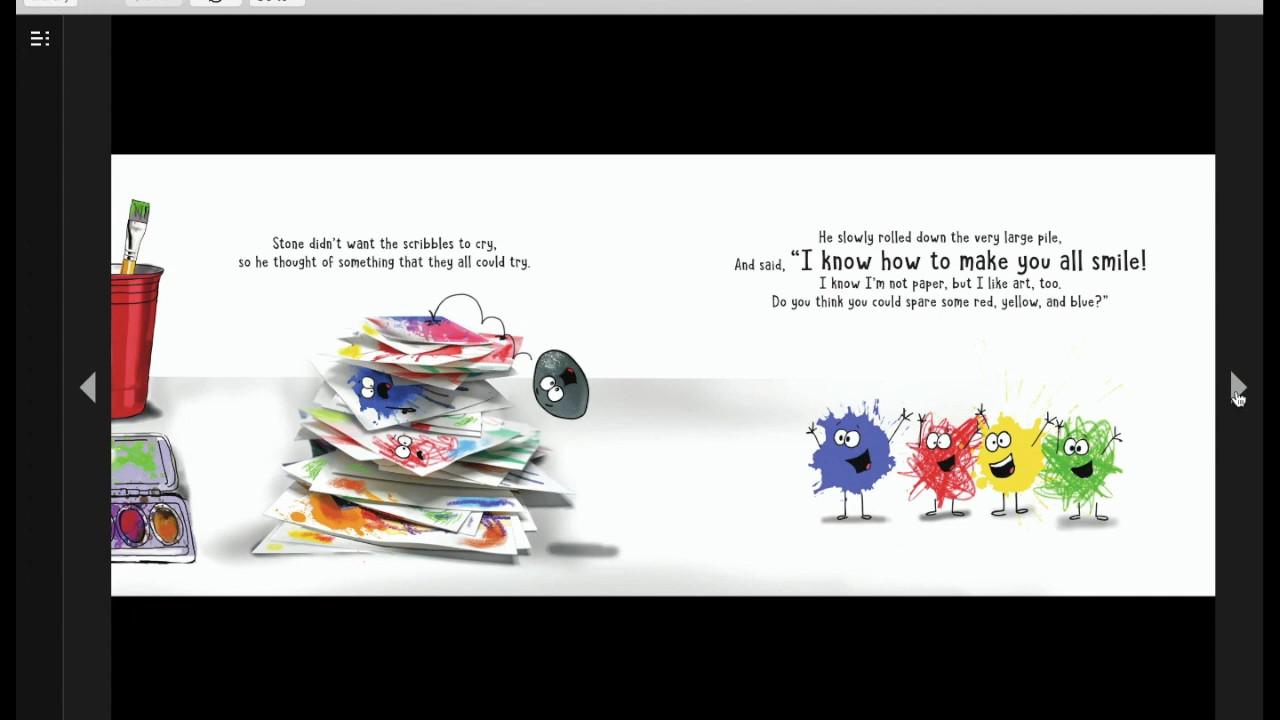 Stone didn't want the scribbles to cry,
so he thought of something that they all could try.
He slowly rolled down the very large pile,
And said, “I know how to make you all smile!
I know I'm not paper, but I like art, too.
Do you think you could spare some red, yellow, and blue?”